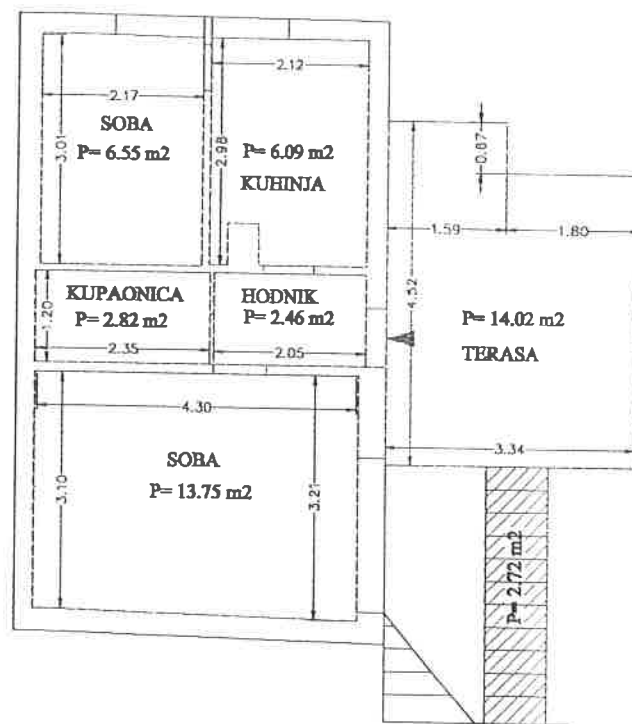 2.12
2.17
SOBA
P= 6.55 m2
3.01
2.98
P= 6.09 m2
KUHINJA
0.87
1.59
1.80
4.52
KUPAONICA
P= 2.82 m2
1.20
2.35
HODNIK
P= 2.46 m2
2.05
P= 14.02 m2
TERASA
3.34
4.30
SOBA
P= 13.75 m2
3.10
3.21
P= 2.72 m2